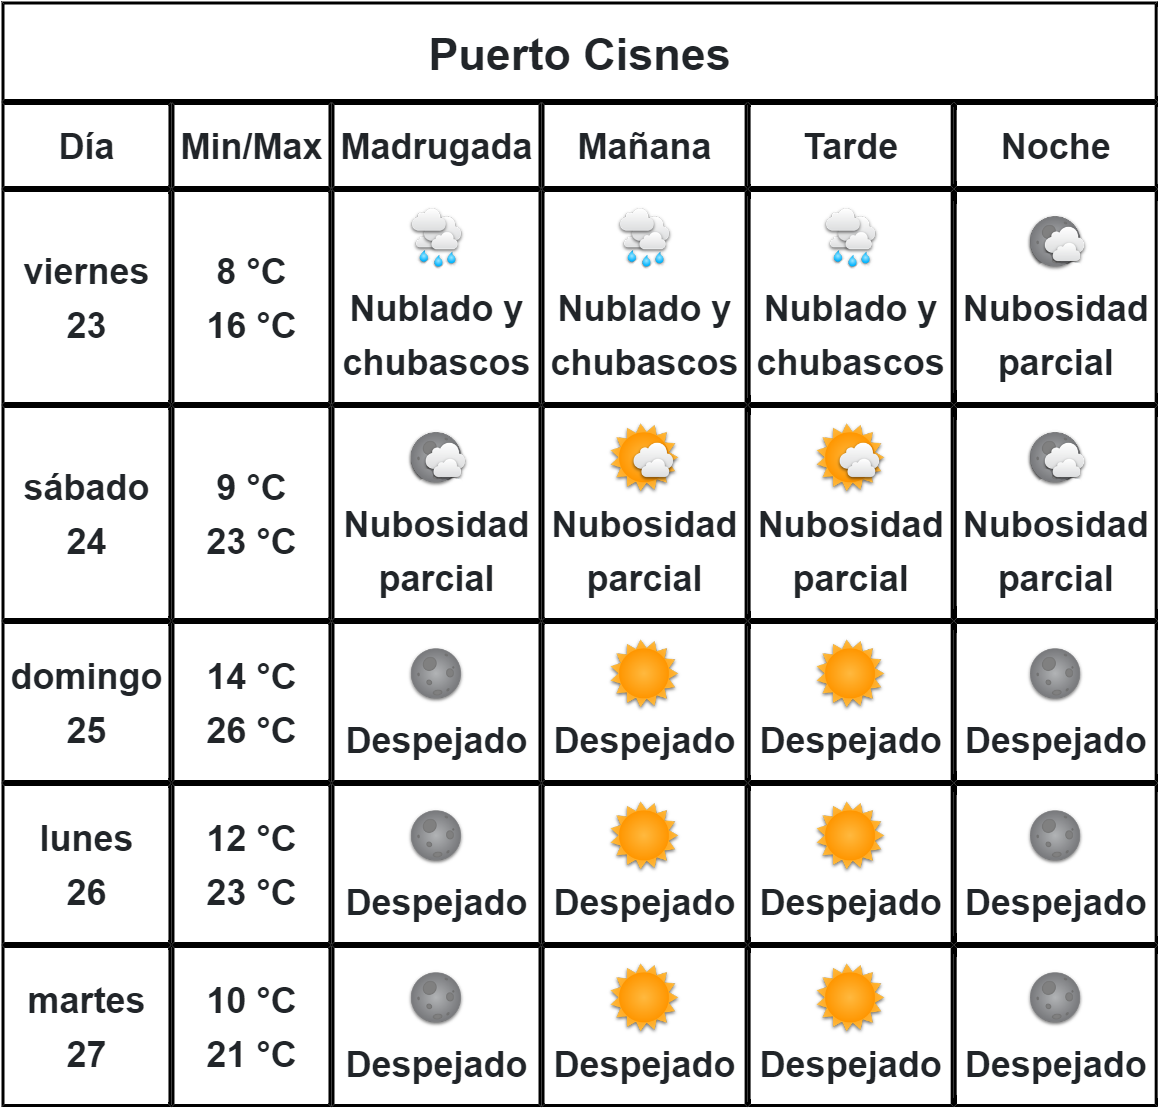 Puerto Cisnes
Día Min/Max Madrugada Mañana Tarde Noche
viernes 23 8 °C 16 °C Nublado y chubascos Nublado y chubascos Nublado y chubascos Nubosidad parcial
sábado 24 9 °C 23 °C Nubosidad parcial Nubosidad parcial Nubosidad parcial Nubosidad parcial
domingo 25 14 °C 26 °C Despejado Despejado Despejado Despejado
lunes 26 12 °C 23 °C Despejado Despejado Despejado Despejado
martes 27 10 °C 21 °C Despejado Despejado Despejado Despejado